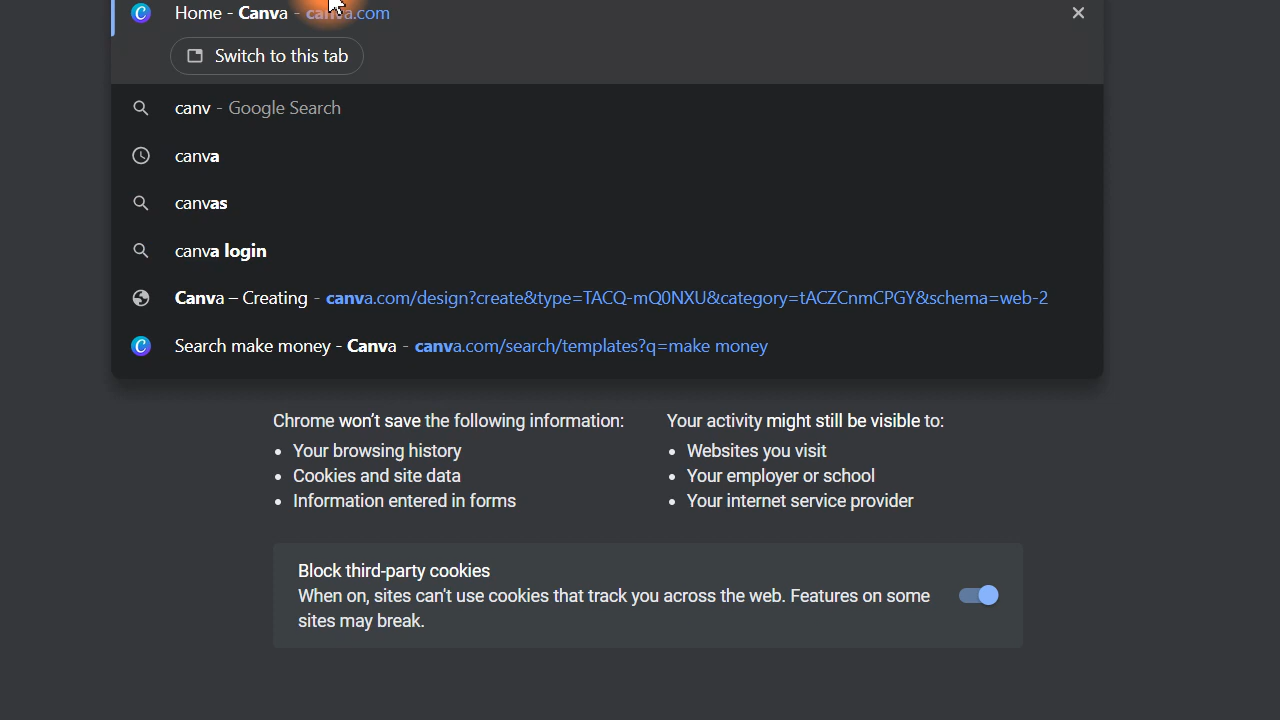 Home - Canva - canva.com
Switch to this tab
canv - Google Search
canva
canvas
canva login
Canva – Creating - canva.com/design?create&type=TACQ-mQ0NXU&category=tACZCnmCPGY&schema=web-2
Search make money - Canva - canva.com/search/templates?q=make money
Chrome won't save the following information:
Your browsing history
Cookies and site data
Information entered in forms
Your activity might still be visible to:
Websites you visit
Your employer or school
Your internet service provider
Block third-party cookies
When on, sites can't use cookies that track you across the web. Features on some
sites may break.